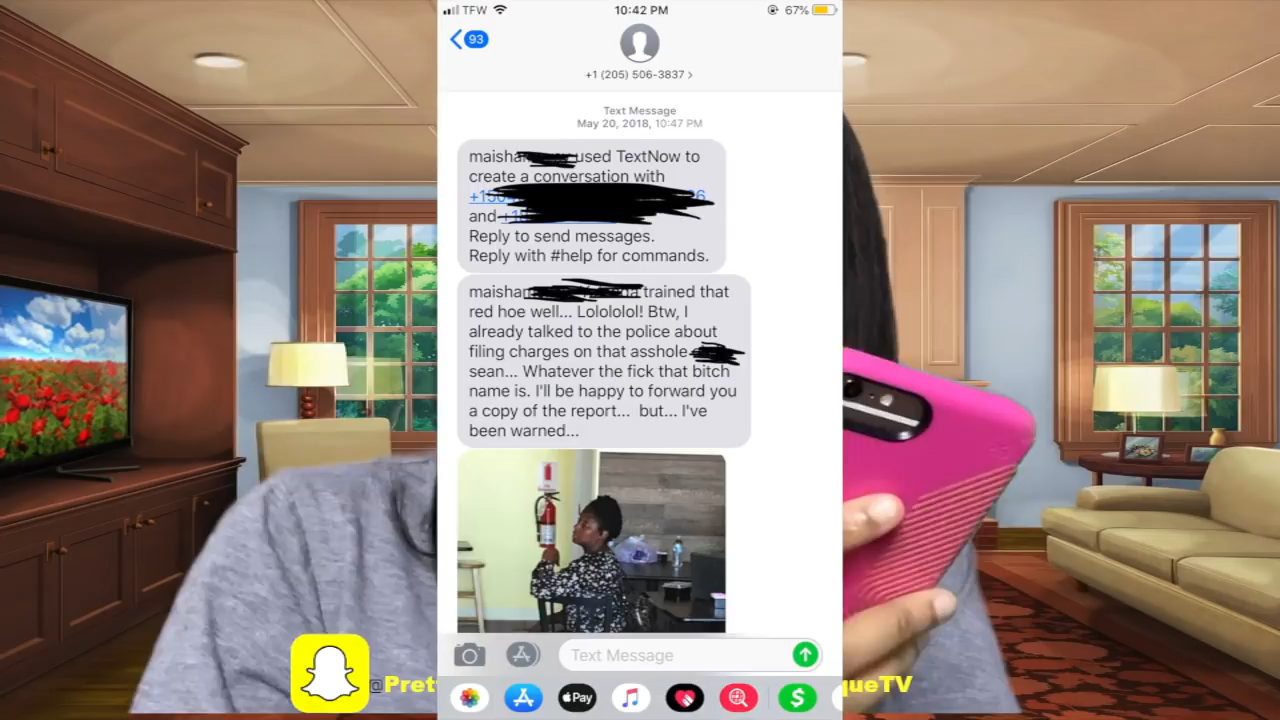 TFW
10:42 PM
67%
93
+1 (205) 506-3837 >
Text Message
May 20, 2018, 10:47 PM
maisha used TextNow to
create a conversation with
and
Reply to send messages.
Reply with #help for commands.
maisha trained that
red hoe well... Lolololol! Btw, I
already talked to the police about
filing charges on that asshole
sean... Whatever the fick that bitch
name is. I'll be happy to forward you
a copy of the report... but... I've
been warned...
Text Message
Pay
@Prett
queTV